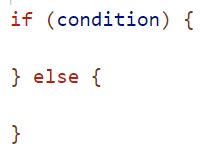 if (condition) {
} else {
}